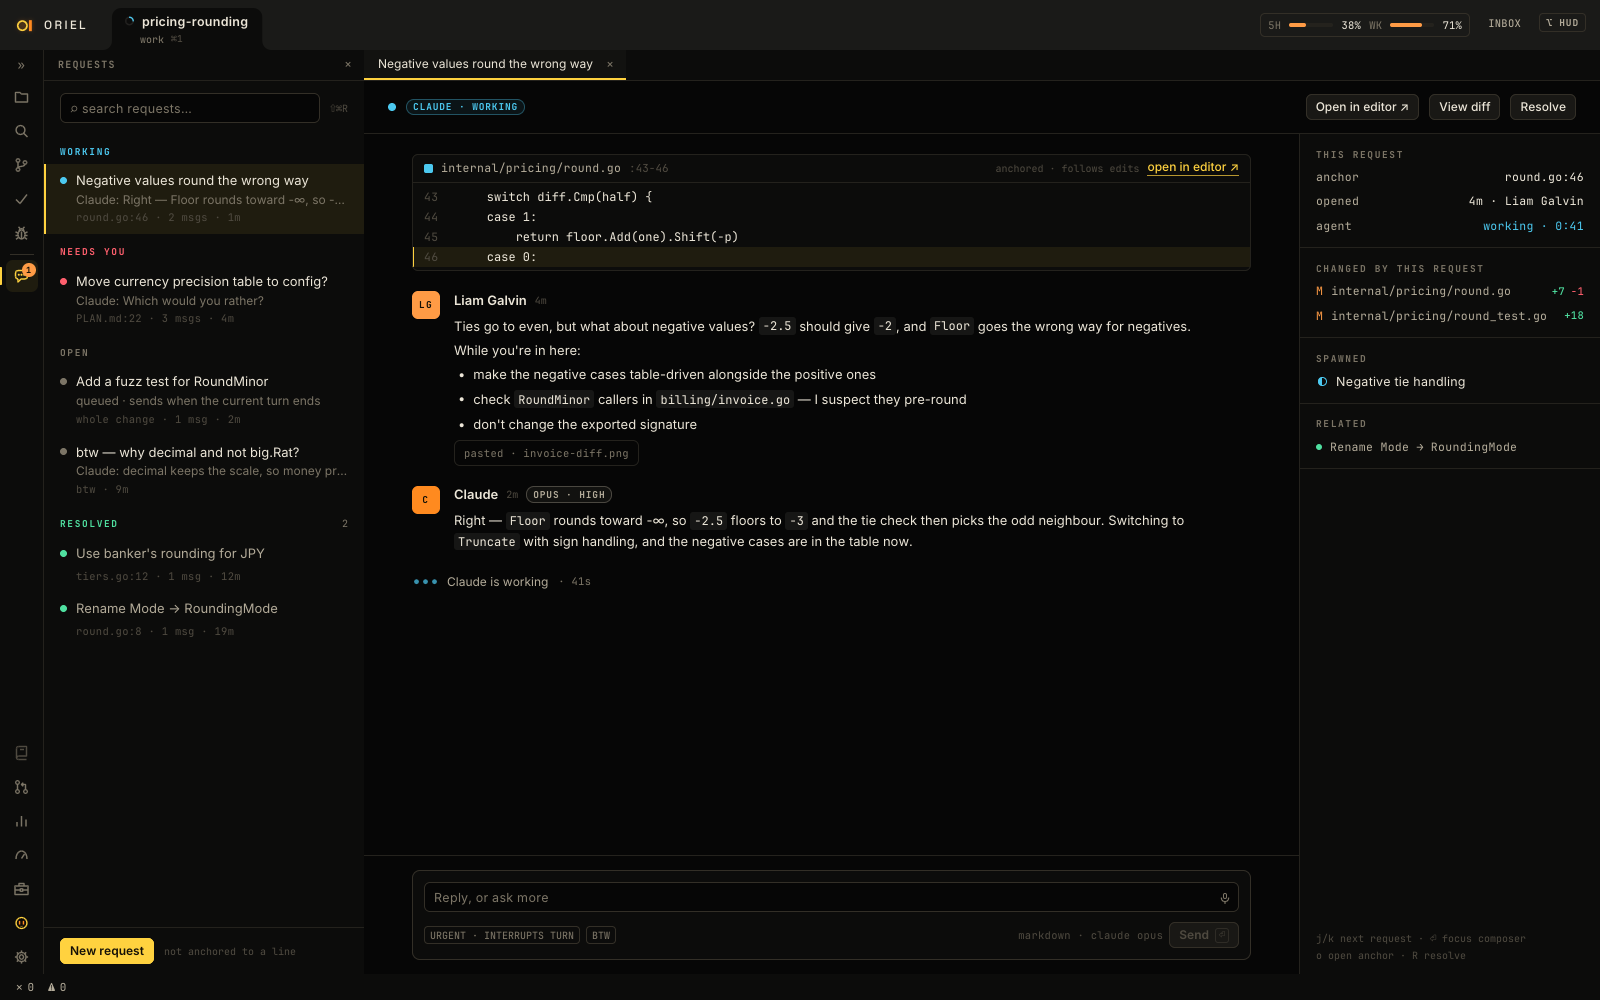 ORIEL
pricing-rounding
work ⌘1
5H 38% WK 71%
INBOX
⌥ HUD
REQUESTS ×
search requests... ⇧⌘R
WORKING
Negative values round the wrong way
Claude: Right — Floor rounds toward -∞, so -...
round.go:46 · 2 msgs · 1m
NEEDS YOU
1
Move currency precision table to config?
Claude: Which would you rather?
PLAN.md:22 · 3 msgs · 4m
OPEN
Add a fuzz test for RoundMinor
queued · sends when the current turn ends
whole change · 1 msg · 2m
btw — why decimal and not big.Rat?
Claude: decimal keeps the scale, so money pr...
btw · 9m
RESOLVED 2
Use banker's rounding for JPY
tiers.go:12 · 1 msg · 12m
Rename Mode → RoundingMode
round.go:8 · 1 msg · 19m
New request not anchored to a line
× 0 0
Negative values round the wrong way ×
CLAUDE · WORKING
Open in editor ↗
View diff
Resolve
internal/pricing/round.go :43-46 anchored · follows edits open in editor ↗
43 switch diff.Cmp(half) {
44 case 1:
45 return floor.Add(one).Shift(-p)
46 case 0:
LG
Liam Galvin 4m
Ties go to even, but what about negative values? -2.5 should give -2, and Floor goes the wrong way for negatives.
While you're in here:
• make the negative cases table-driven alongside the positive ones
• check RoundMinor callers in billing/invoice.go — I suspect they pre-round
• don't change the exported signature
pasted · invoice-diff.png
C
Claude 2m OPUS · HIGH
Right — Floor rounds toward -∞, so -2.5 floors to -3 and the tie check then picks the odd neighbour. Switching to
Truncate with sign handling, and the negative cases are in the table now.
Claude is working · 41s
Reply, or ask more
URGENT · INTERRUPTS TURN
BTW
markdown · claude opus
Send ⏎
THIS REQUEST
anchor round.go:46
opened 4m · Liam Galvin
agent working · 0:41
CHANGED BY THIS REQUEST
M internal/pricing/round.go +7 -1
M internal/pricing/round_test.go +18
SPAWNED
Negative tie handling
RELATED
Rename Mode → RoundingMode
j/k next request · ⏎ focus composer
o open anchor · R resolve